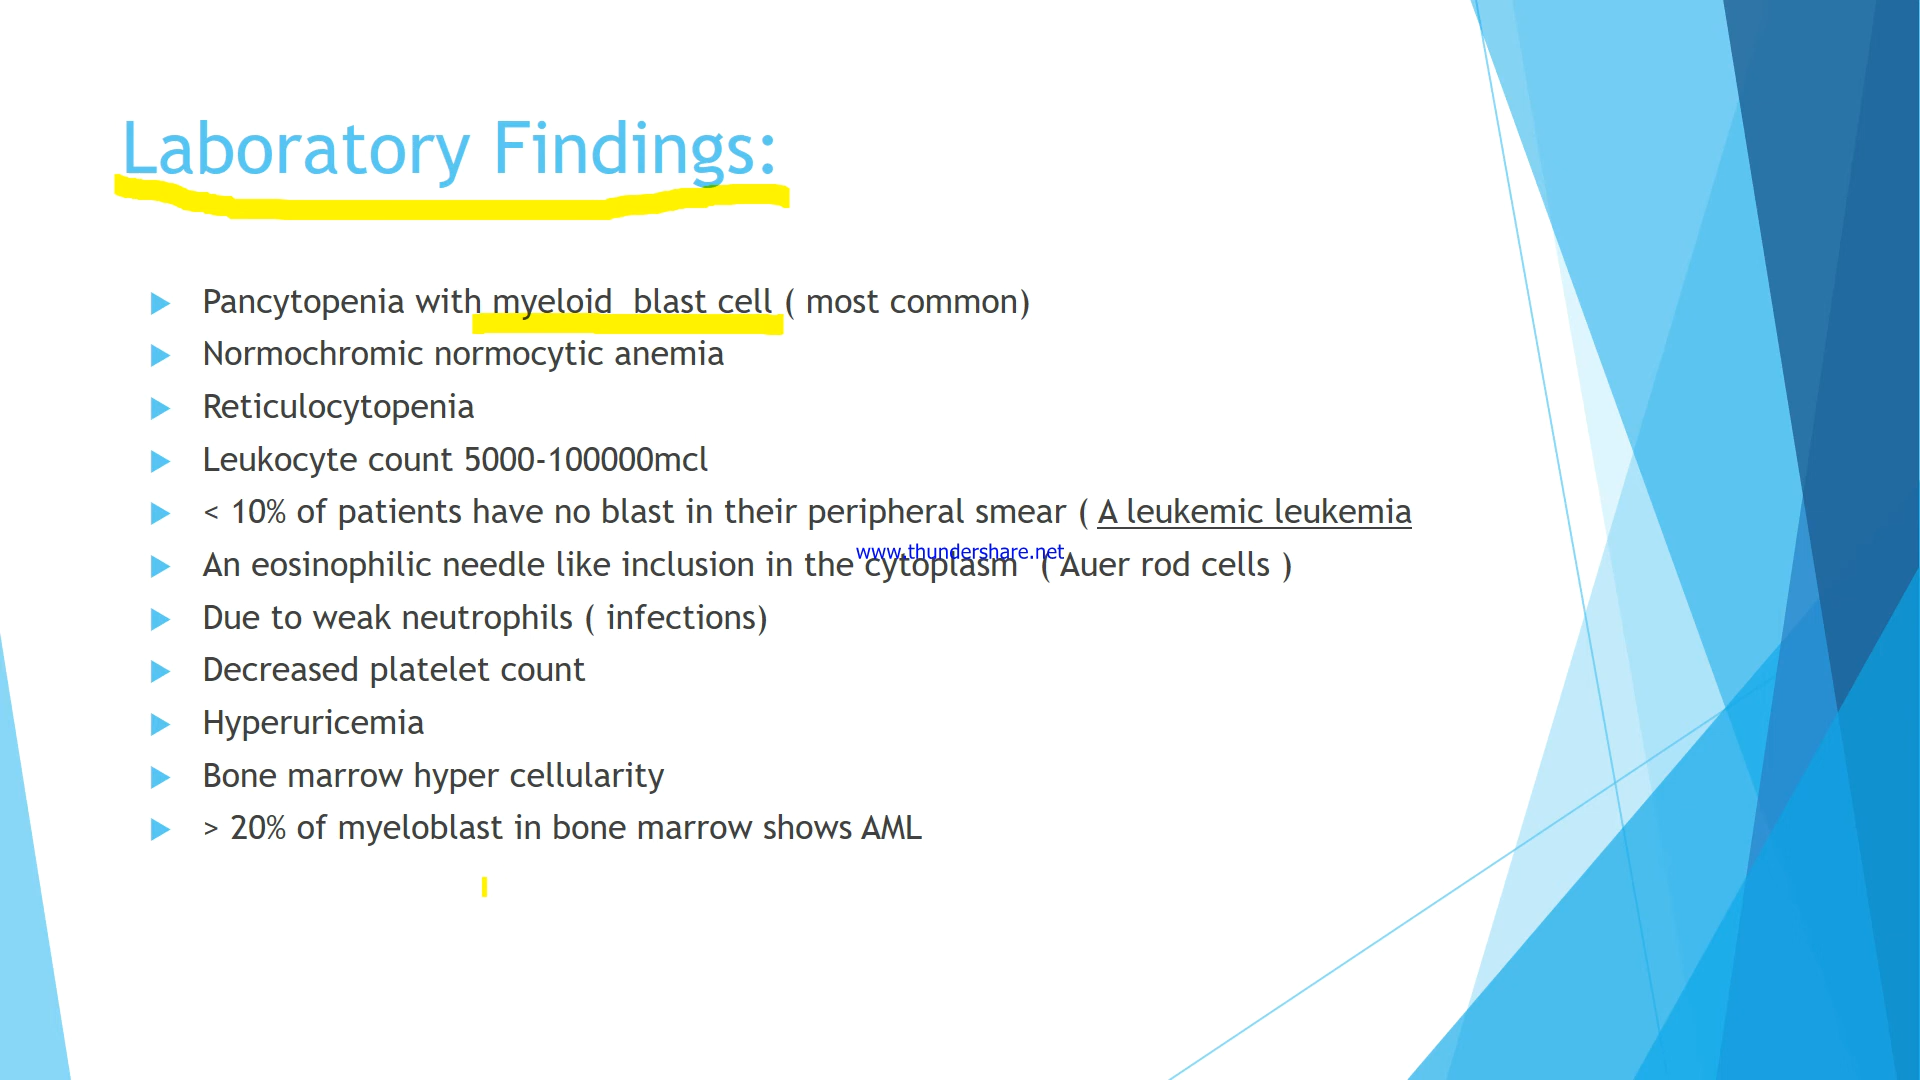 Laboratory Findings:
Pancytopenia with myeloid blast cell ( most common)
Normochromic normocytic anemia
Reticulocytopenia
Leukocyte count 5000-100000mcl
< 10% of patients have no blast in their peripheral smear ( A leukemic leukemia
www.thundershare.net
An eosinophilic needle like inclusion in the cytoplasm ( Auer rod cells )
Due to weak neutrophils ( infections)
Decreased platelet count
Hyperuricemia
Bone marrow hyper cellularity
> 20% of myeloblast in bone marrow shows AML